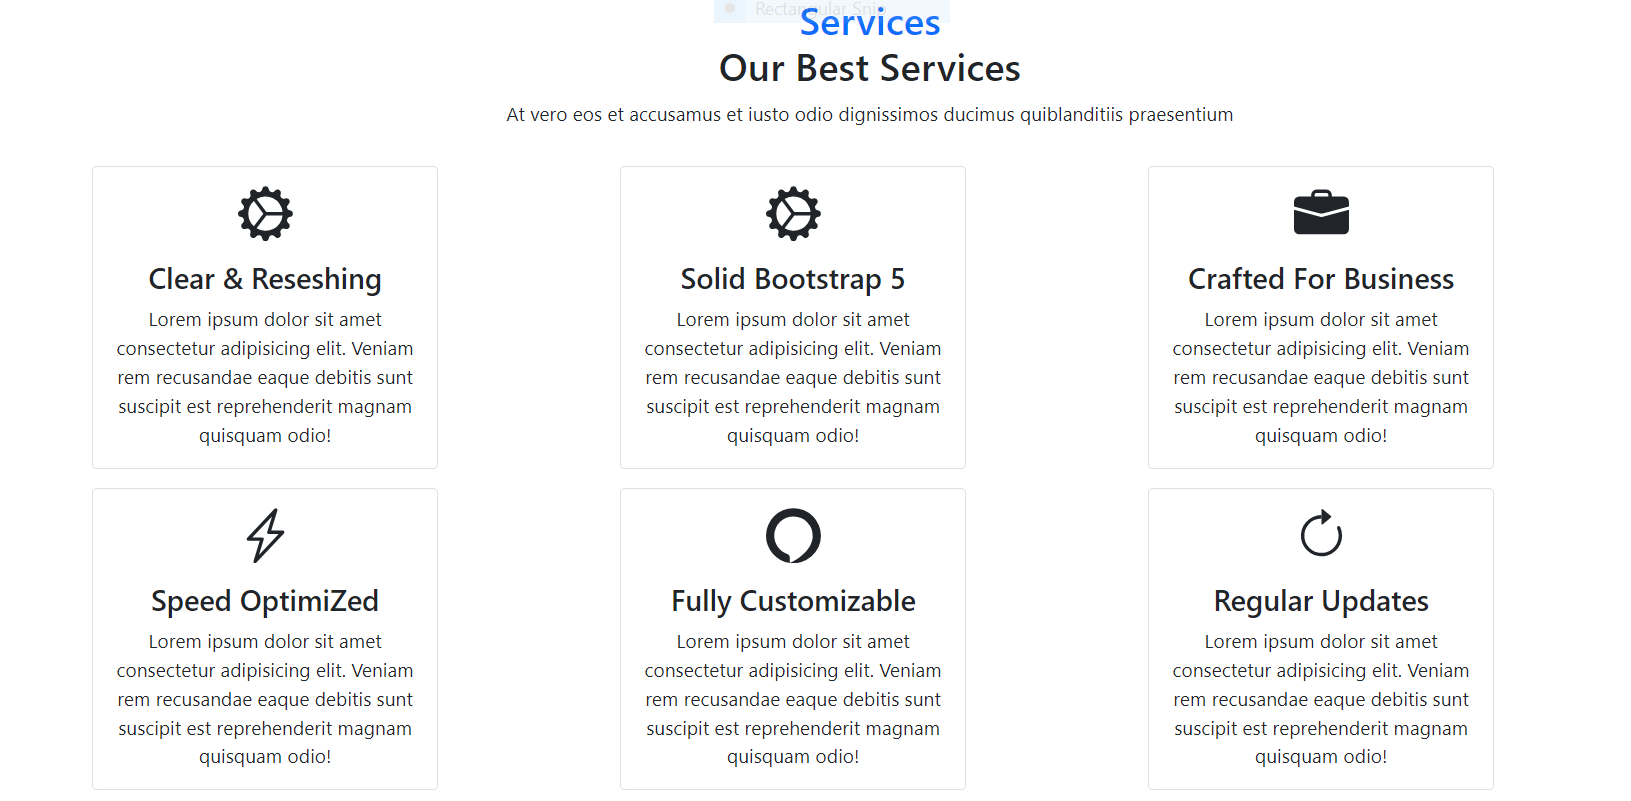 Rectangular Snip
Services
Our Best Services
At vero eos et accusamus et iusto odio dignissimos ducimus quiblanditiis praesentium
Clear & Reseshing
Lorem ipsum dolor sit amet
consectetur adipisicing elit. Veniam
rem recusandae eaque debitis sunt
suscipit est reprehenderit magnam
quisquam odio!
Solid Bootstrap 5
Lorem ipsum dolor sit amet
consectetur adipisicing elit. Veniam
rem recusandae eaque debitis sunt
suscipit est reprehenderit magnam
quisquam odio!
Crafted For Business
Lorem ipsum dolor sit amet
consectetur adipisicing elit. Veniam
rem recusandae eaque debitis sunt
suscipit est reprehenderit magnam
quisquam odio!
Speed OptimiZed
Lorem ipsum dolor sit amet
consectetur adipisicing elit. Veniam
rem recusandae eaque debitis sunt
suscipit est reprehenderit magnam
quisquam odio!
Fully Customizable
Lorem ipsum dolor sit amet
consectetur adipisicing elit. Veniam
rem recusandae eaque debitis sunt
suscipit est reprehenderit magnam
quisquam odio!
Regular Updates
Lorem ipsum dolor sit amet
consectetur adipisicing elit. Veniam
rem recusandae eaque debitis sunt
suscipit est reprehenderit magnam
quisquam odio!